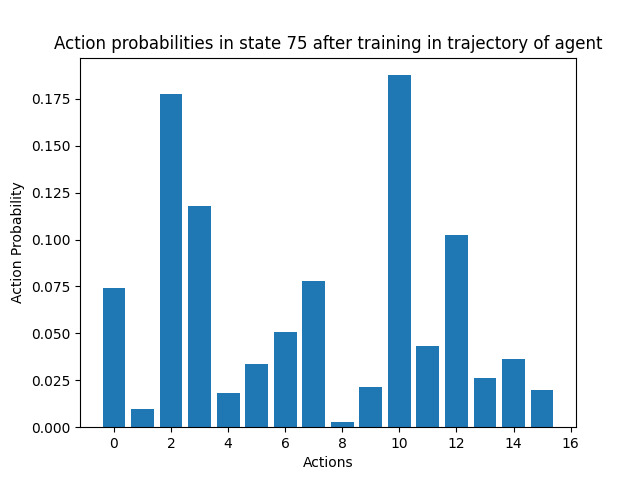 Action probabilities in state 75 after training in trajectory of agent
0.175
0.150
0.125
0.100
0.075
0.050
0.025
0.000
Action Probability
0 2 4 6 8 10 12 14 16
Actions